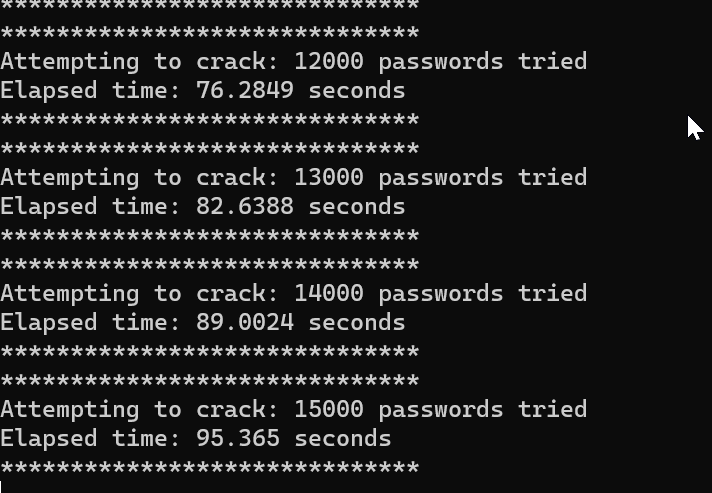 ******************************
******************************
Attempting to crack: 12000 passwords tried
Elapsed time: 76.2849 seconds
******************************
******************************
Attempting to crack: 13000 passwords tried
Elapsed time: 82.6388 seconds
******************************
******************************
Attempting to crack: 14000 passwords tried
Elapsed time: 89.0024 seconds
******************************
******************************
Attempting to crack: 15000 passwords tried
Elapsed time: 95.365 seconds
******************************